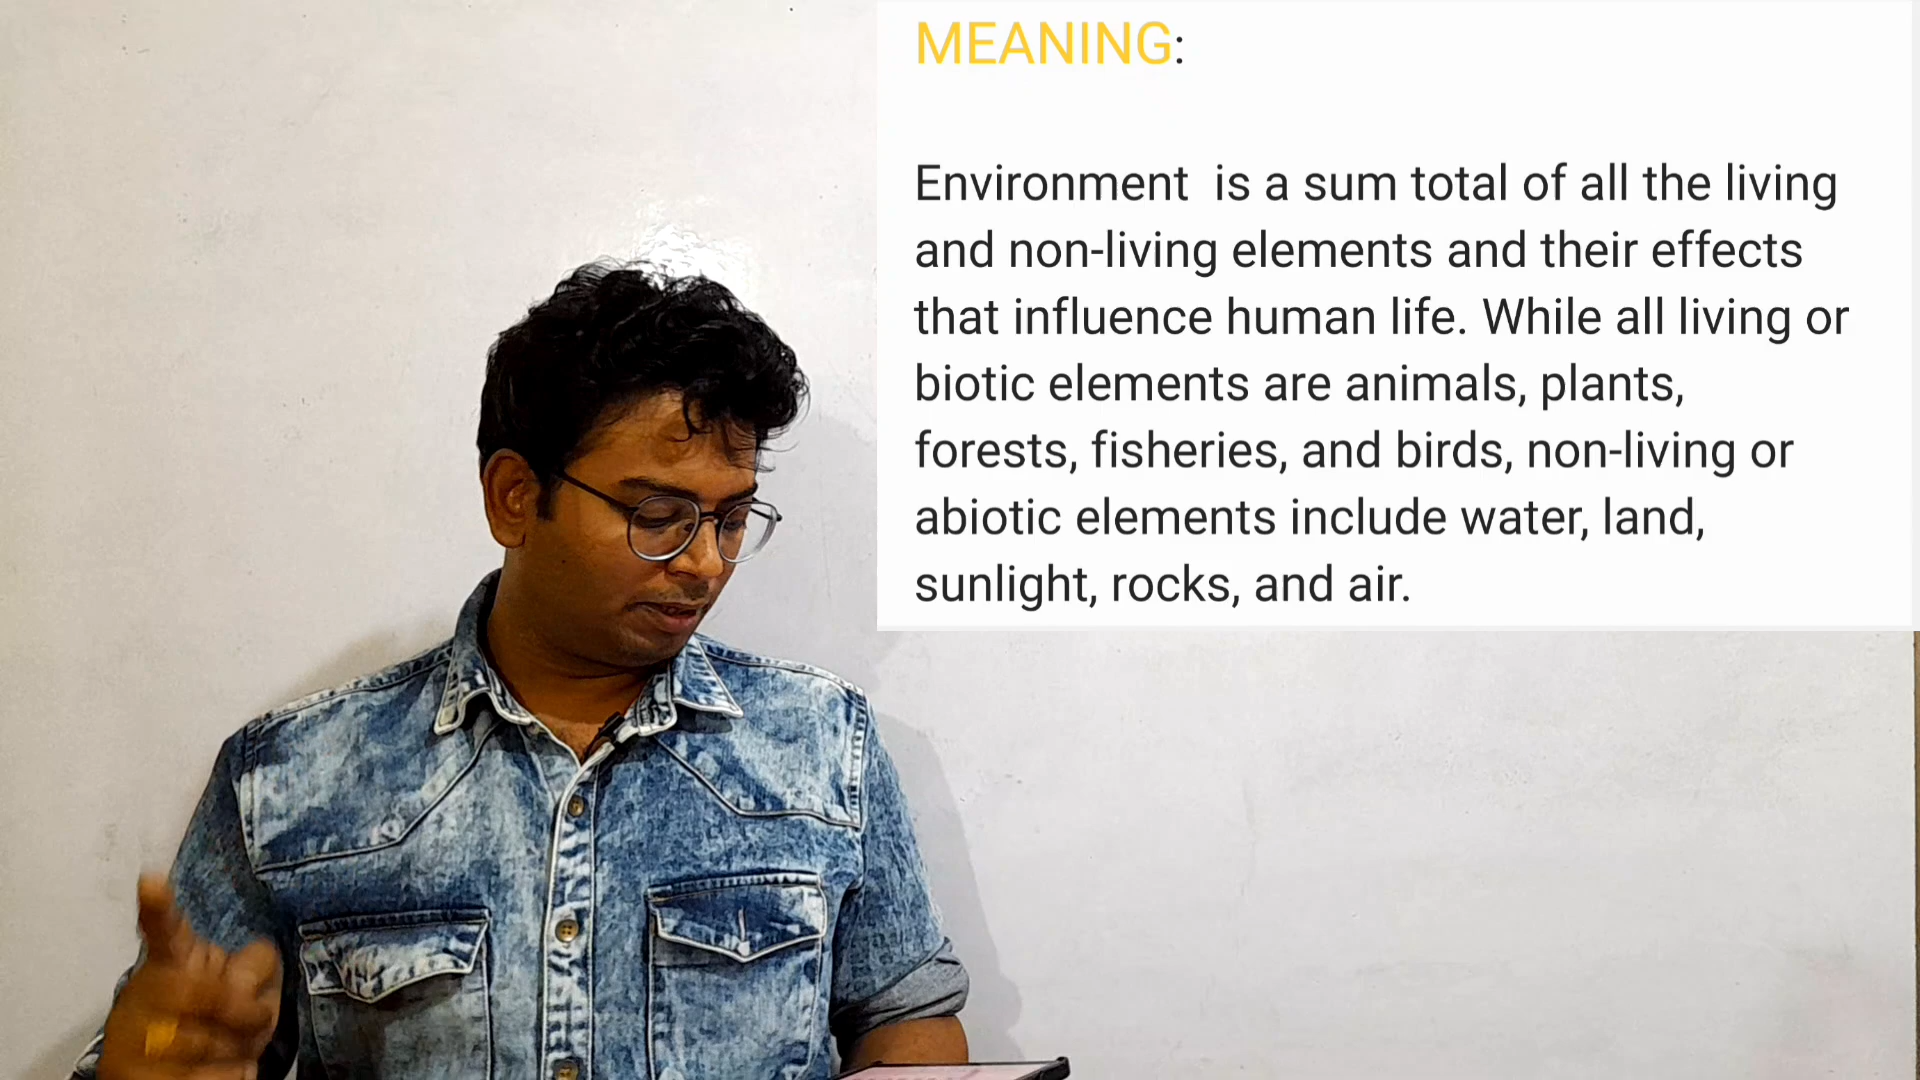 MEANING:
Environment is a sum total of all the living
and non-living elements and their effects
that influence human life. While all living or
biotic elements are animals, plants,
forests, fisheries, and birds, non-living or
abiotic elements include water, land,
sunlight, rocks, and air.